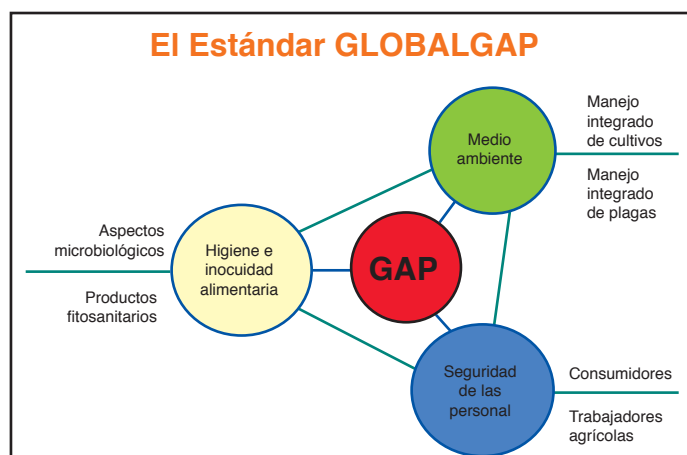 El Estándar GLOBALGAP
Medio
ambiente
Manejo
integrado
de cultivos
Manejo
integrado
de plagas
Aspectos
microbiológicos
Productos
fitosanitarios
Higiene e
inocuidad
alimentaria
GAP
Seguridad
de las
personal
Consumidores
Trabajadores
agrícolas